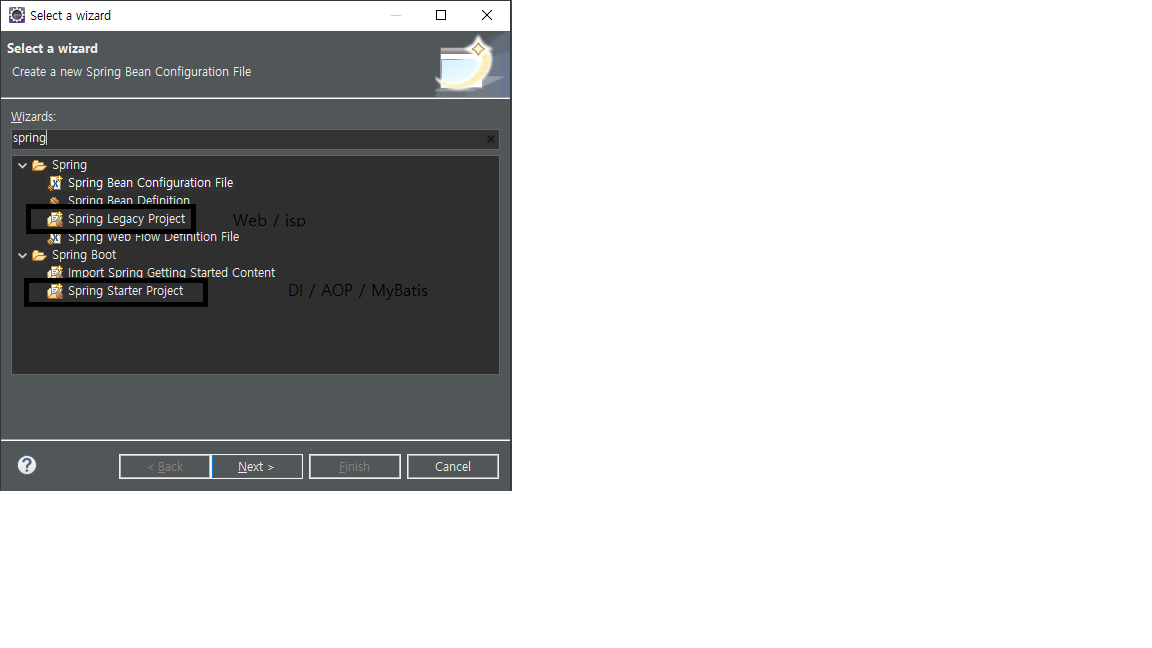 Select a wizard
Select a wizard
Create a new Spring Bean Configuration File
Wizards:
spring
Spring
Spring Bean Configuration File
Spring Bean Definition
Spring Legacy Project Web / jsp
Spring Web Flow Definition File
Spring Boot
Import Spring Getting Started Content
Spring Starter Project DI / AOP / MyBatis
< Back Next > Finish Cancel